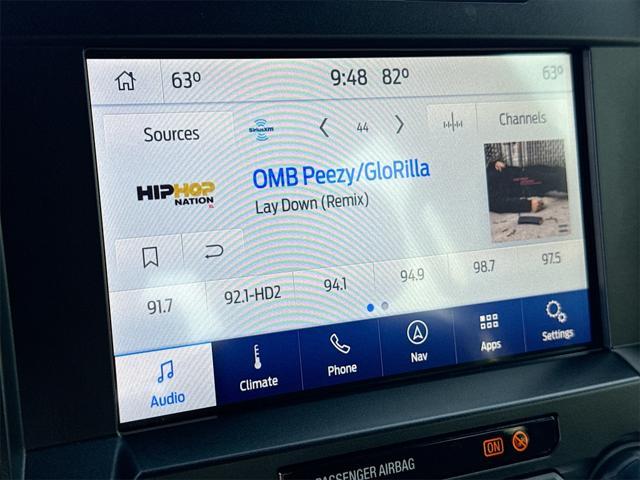 63° 9:48 82° 63°
Sources SiriusXM 44 Channels
HIPHOP
NATION
XL
OMB Peezy/GloRilla
Lay Down (Remix)
91.7 92.1-HD2 94.1 94.9 98.7 97.5
Audio Climate Phone Nav Apps Settings
PASSENGER AIRBAG ON